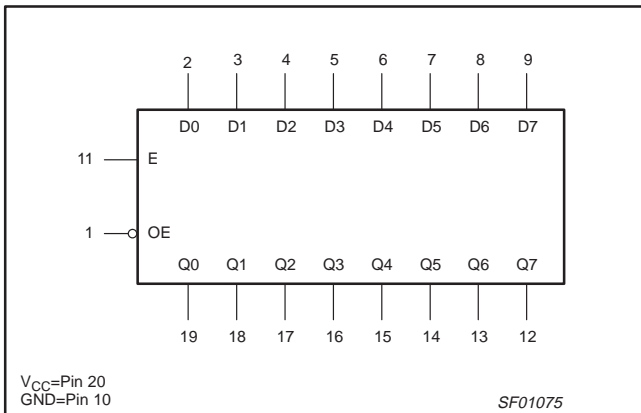 2 3 4 5 6 7 8 9
D0 D1 D2 D3 D4 D5 D6 D7
11 E
1 OE
Q0 Q1 Q2 Q3 Q4 Q5 Q6 Q7
19 18 17 16 15 14 13 12
VCC=Pin 20
GND=Pin 10
SF01075